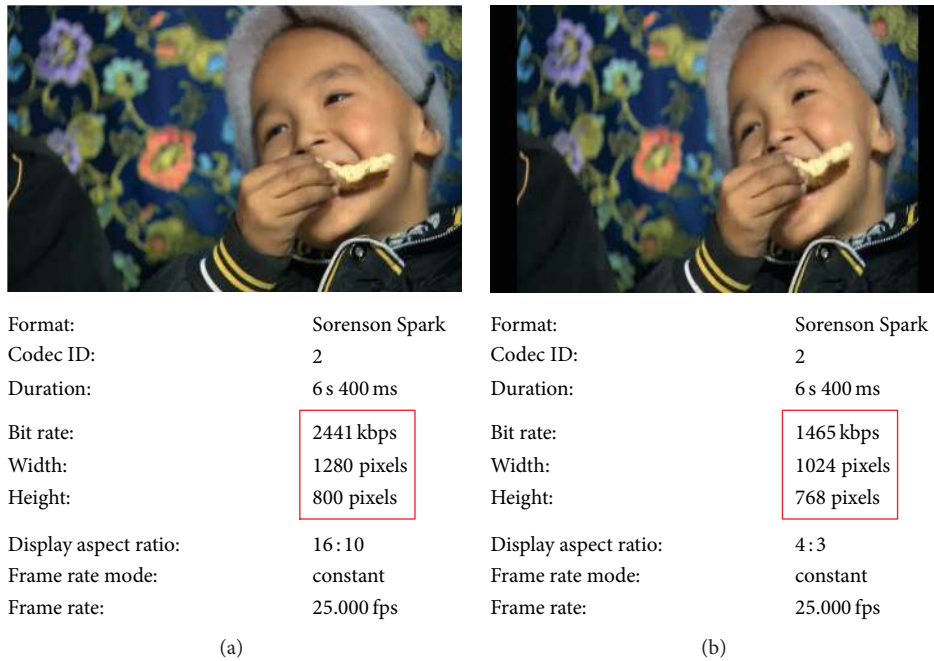 Format: Sorenson Spark
Codec ID: 2
Duration: 6 s 400 ms
Bit rate: 2441 kbps
Width: 1280 pixels
Height: 800 pixels
Display aspect ratio: 16 : 10
Frame rate mode: constant
Frame rate: 25.000 fps
(a)
Format: Sorenson Spark
Codec ID: 2
Duration: 6 s 400 ms
Bit rate: 1465 kbps
Width: 1024 pixels
Height: 768 pixels
Display aspect ratio: 4 : 3
Frame rate mode: constant
Frame rate: 25.000 fps
(b)